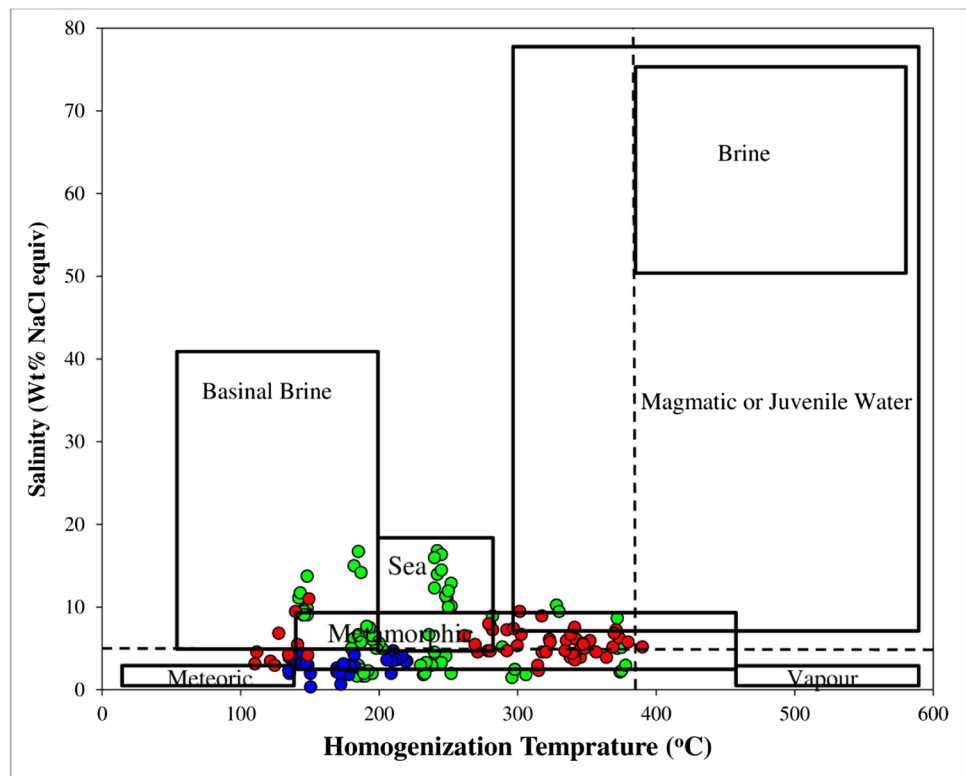 80
70
60
50
40
30
20
10
0
Salinity (Wt% NaCl equiv)
Brine
Magmatic or Juvenile Water
Basinal Brine
Sea
Metamorphic
Meteoric
Vapour
0 100 200 300 400 500 600
Homogenization Temprature (ºC)